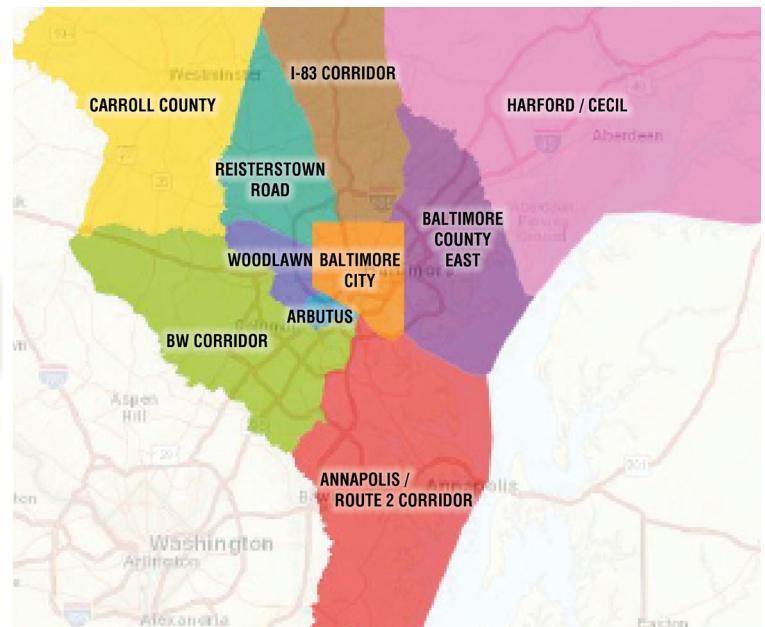 I-83 CORRIDOR
CARROLL COUNTY
HARFORD / CECIL
Westminster
Aberdeen
REISTERSTOWN
ROAD
BALTIMORE
COUNTY
EAST
WOODLAWN
BALTIMORE
CITY
ARBUTUS
BW CORRIDOR
Aspen
Hill
ANNAPOLIS /
ROUTE 2 CORRIDOR
Annapolis
Washington
Arlington
Alexandria
Easton